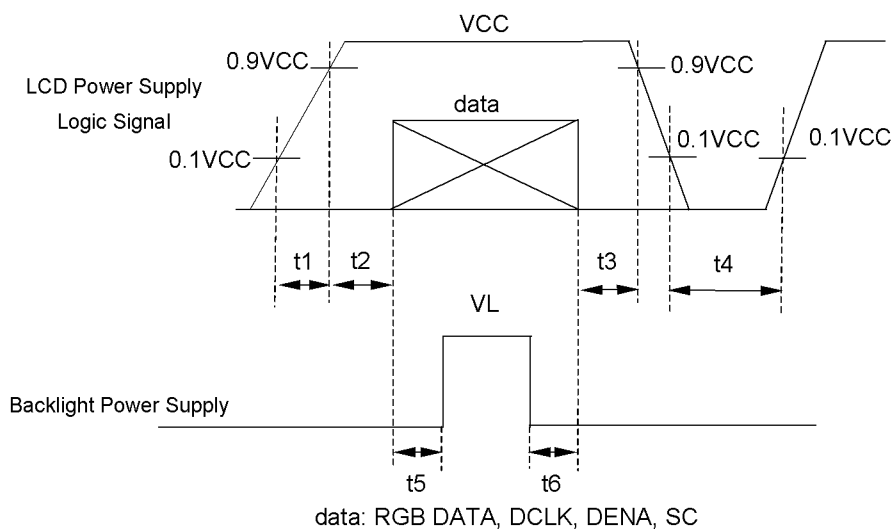 VCC
0.9VCC
0.9VCC
LCD Power Supply
Logic Signal
data
0.1VCC
0.1VCC
0.1VCC
t1
t2
t3
t4
VL
Backlight Power Supply
t5
t6
data: RGB DATA, DCLK, DENA, SC